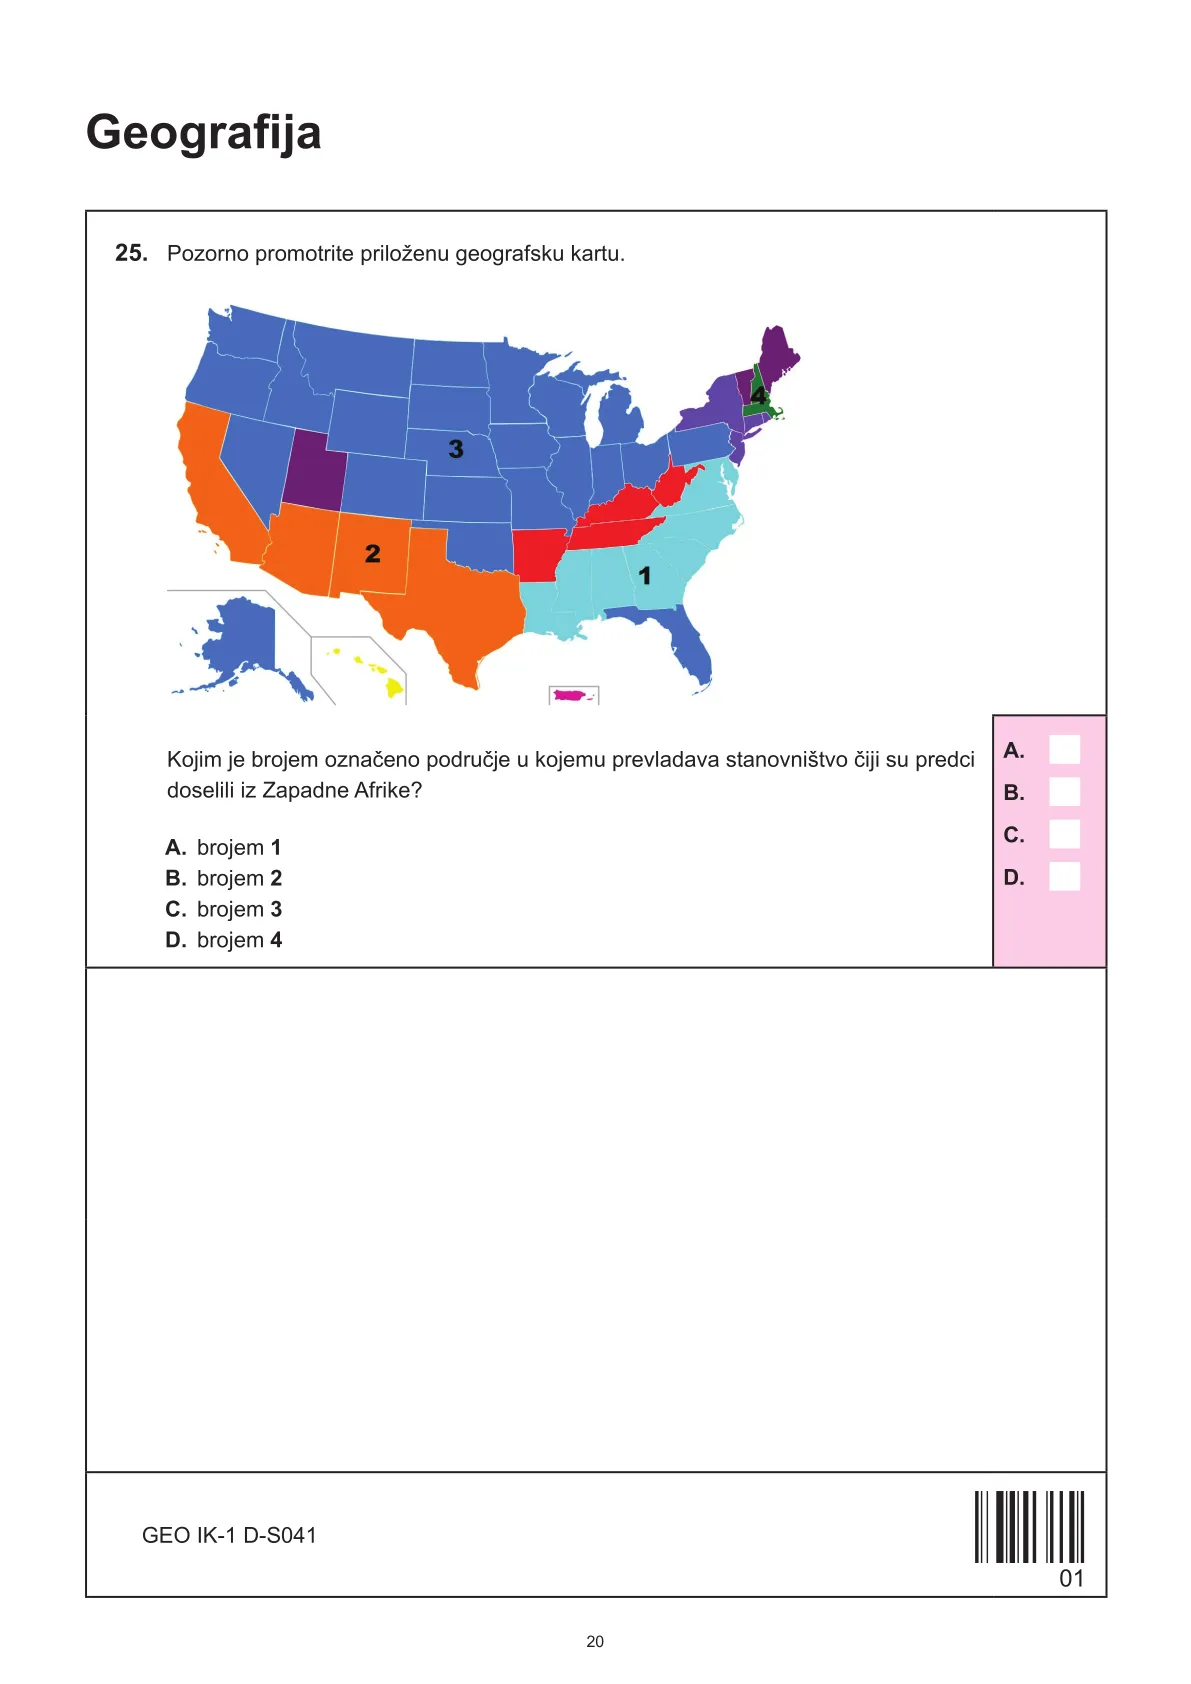 Geografija
25. Pozorno promotrite priloženu geografsku kartu.
4
3
2
1
Kojim je brojem označeno područje u kojemu prevladava stanovništvo čiji su predci
doselili iz Zapadne Afrike?
A. brojem 1
B. brojem 2
C. brojem 3
D. brojem 4
A.
B.
C.
D.
GEO IK-1 D-S041
01
20